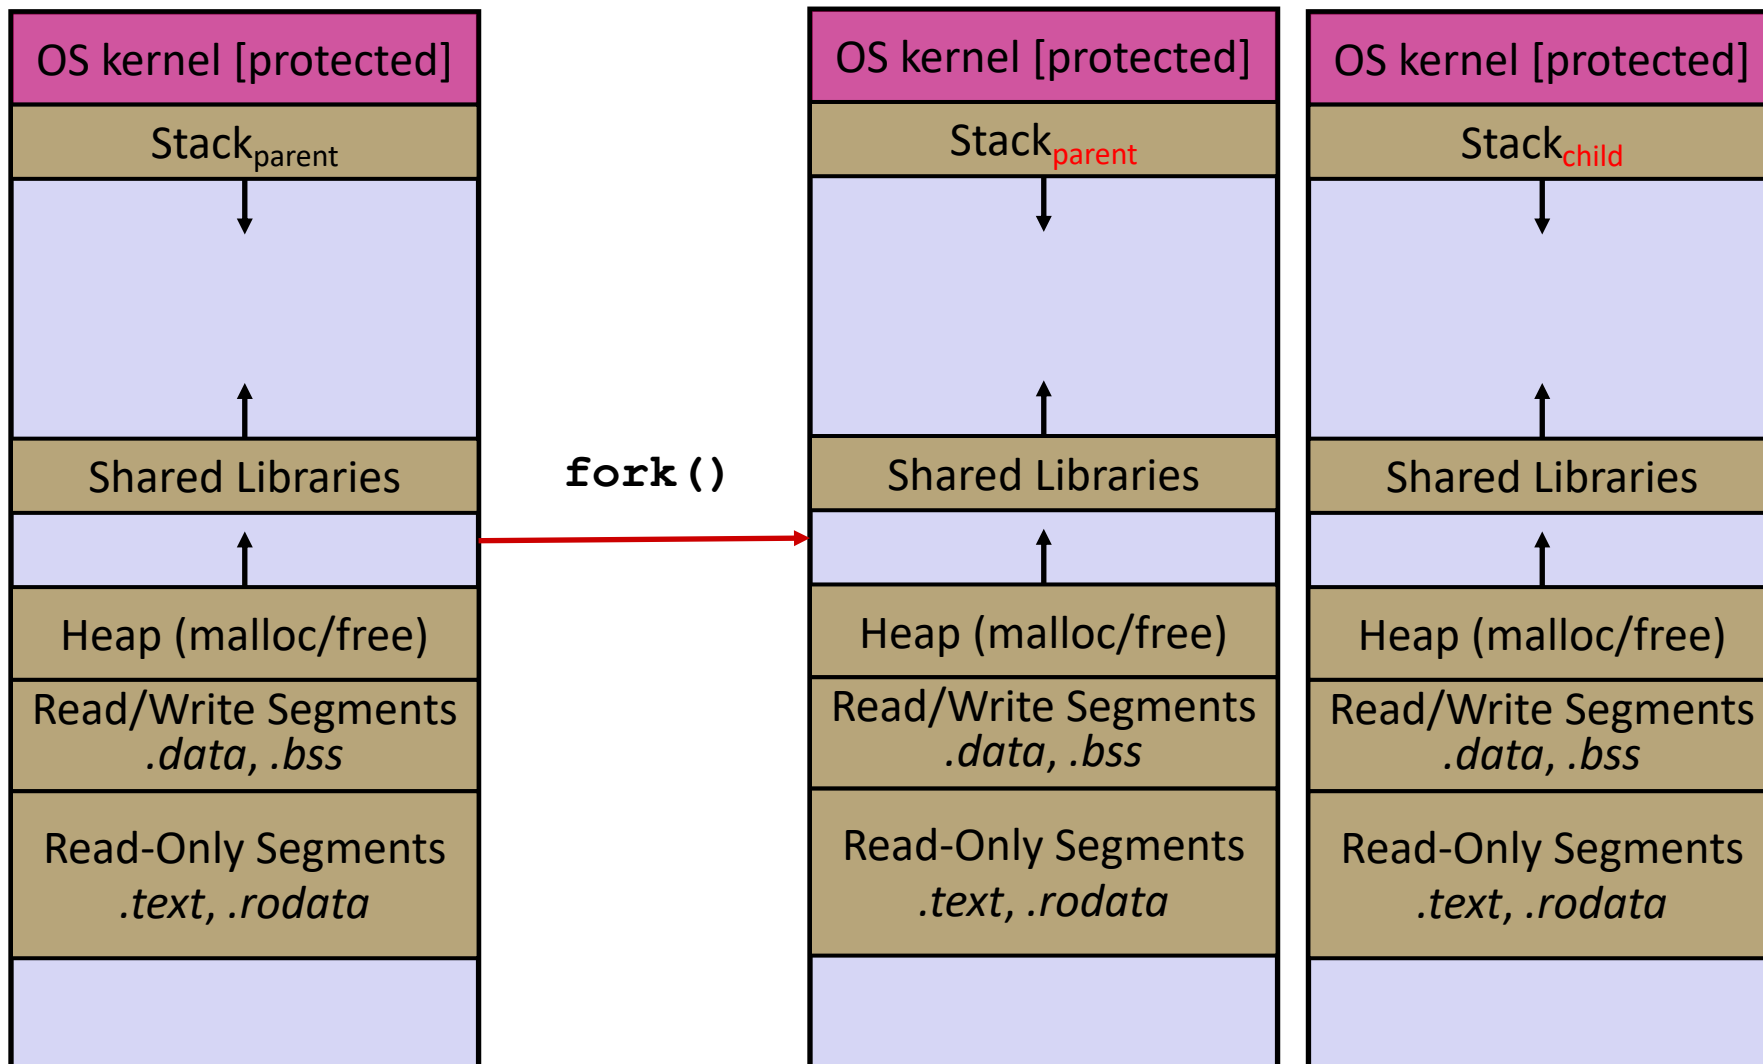 OS kernel [protected]
Stackparent
Shared Libraries
Heap (malloc/free)
Read/Write Segments
.data, .bss
Read-Only Segments
.text, .rodata
fork()
OS kernel [protected]
Stackparent
Shared Libraries
Heap (malloc/free)
Read/Write Segments
.data, .bss
Read-Only Segments
.text, .rodata
OS kernel [protected]
Stackchild
Shared Libraries
Heap (malloc/free)
Read/Write Segments
.data, .bss
Read-Only Segments
.text, .rodata